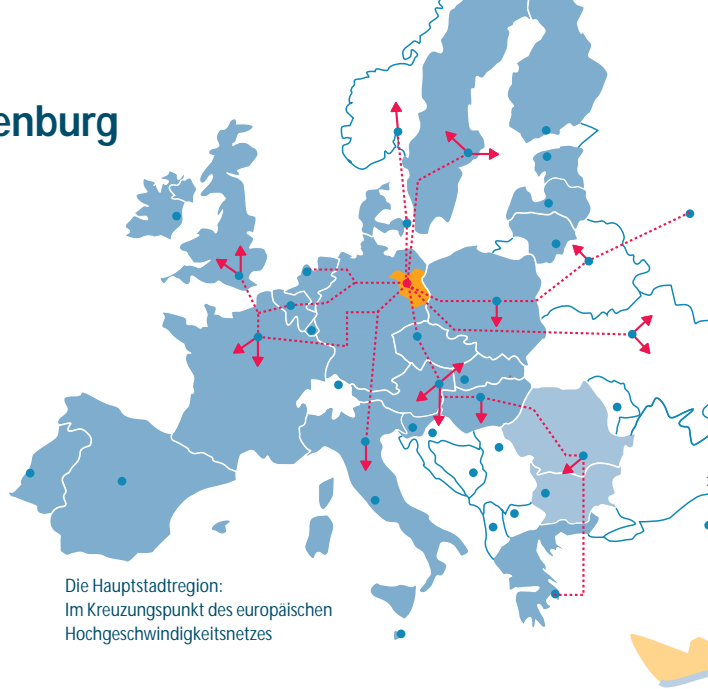 enburg
Die Hauptstadtregion:
Im Kreuzungspunkt des europäischen
Hochgeschwindigkeitsnetzes